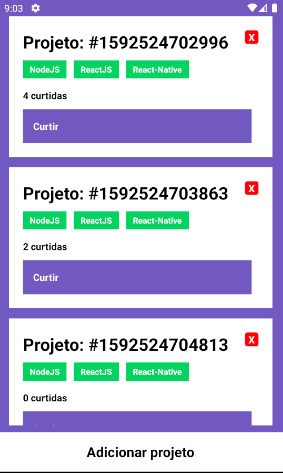 9:03
Projeto: #1592524702996 X
NodeJS ReactJS React-Native
4 curtidas
Curtir
Projeto: #1592524703863 X
NodeJS ReactJS React-Native
2 curtidas
Curtir
Projeto: #1592524704813 X
NodeJS ReactJS React-Native
0 curtidas
Adicionar projeto